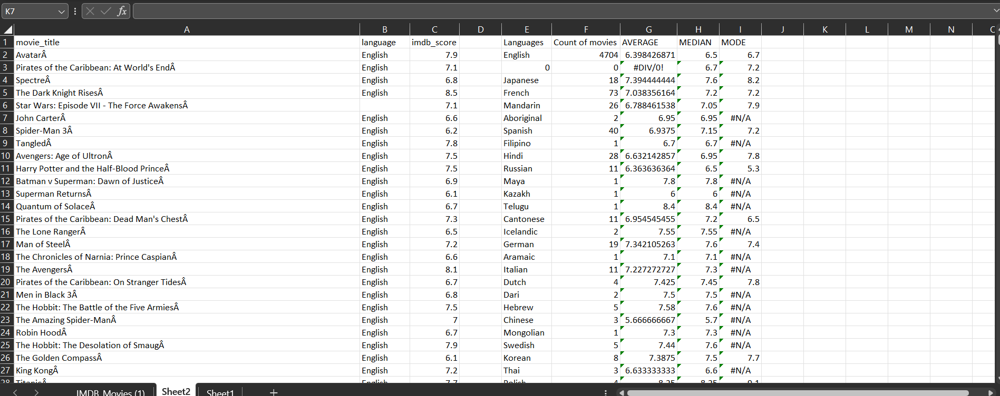 K7 fx
A B C D E F G H I J K L M N
1 movie_title language imdb_score Languages Count of movies AVERAGE MEDIAN MODE
2 AvatarÂ English 7.9 English 4704 6.398426871 6.5 6.7
3 Pirates of the Caribbean: At World's EndÂ English 7.1 0 0 #DIV/0! 6.7 7.2
4 SpectreÂ English 6.8 Japanese 18 7.394444444 7.6 8.2
5 The Dark Knight RisesÂ English 8.5 French 73 7.038356164 7.2 7.2
6 Star Wars: Episode VII - The Force AwakensÂ 7.1 Mandarin 26 6.788461538 7.05 7.9
7 John CarterÂ English 6.6 Aboriginal 2 6.95 6.95 #N/A
8 Spider-Man 3Â English 6.2 Spanish 40 6.9375 7.15 7.2
9 TangledÂ English 7.8 Filipino 1 6.7 6.7 #N/A
10 Avengers: Age of UltronÂ English 7.5 Hindi 28 6.632142857 6.95 7.8
11 Harry Potter and the Half-Blood PrinceÂ English 7.5 Russian 11 6.363636364 6.5 5.3
12 Batman v Superman: Dawn of JusticeÂ English 6.9 Maya 1 7.8 7.8 #N/A
13 Superman ReturnsÂ English 6.1 Kazakh 1 6 6 #N/A
14 Quantum of SolaceÂ English 6.7 Telugu 1 8.4 8.4 #N/A
15 Pirates of the Caribbean: Dead Man's ChestÂ English 7.3 Cantonese 11 6.954545455 7.2 6.5
16 The Lone RangerÂ English 6.5 Icelandic 2 7.55 7.55 #N/A
17 Man of SteelÂ English 7.2 German 19 7.342105263 7.6 7.4
18 The Chronicles of Narnia: Prince CaspianÂ English 6.6 Aramaic 1 7.1 7.1 #N/A
19 The AvengersÂ English 8.1 Italian 11 7.227272727 7.3 #N/A
20 Pirates of the Caribbean: On Stranger TidesÂ English 6.7 Dutch 4 7.425 7.45 7.8
21 Men in Black 3Â English 6.8 Dari 2 7.5 7.5 #N/A
22 The Hobbit: The Battle of the Five ArmiesÂ English 7.5 Hebrew 5 7.58 7.6 #N/A
23 The Amazing Spider-ManÂ English 7 Chinese 3 5.666666667 5.7 #N/A
24 Robin HoodÂ English 6.7 Mongolian 1 7.3 7.3 #N/A
25 The Hobbit: The Desolation of SmaugÂ English 7.9 Swedish 5 7.44 7.6 #N/A
26 The Golden CompassÂ English 6.1 Korean 8 7.3875 7.5 7.7
27 King KongÂ English 7.2 Thai 3 6.633333333 6.6 #N/A
28 TitanicÂ English 7.7 Polish 4
IMDB_Movies (1) Sheet2 Sheet1